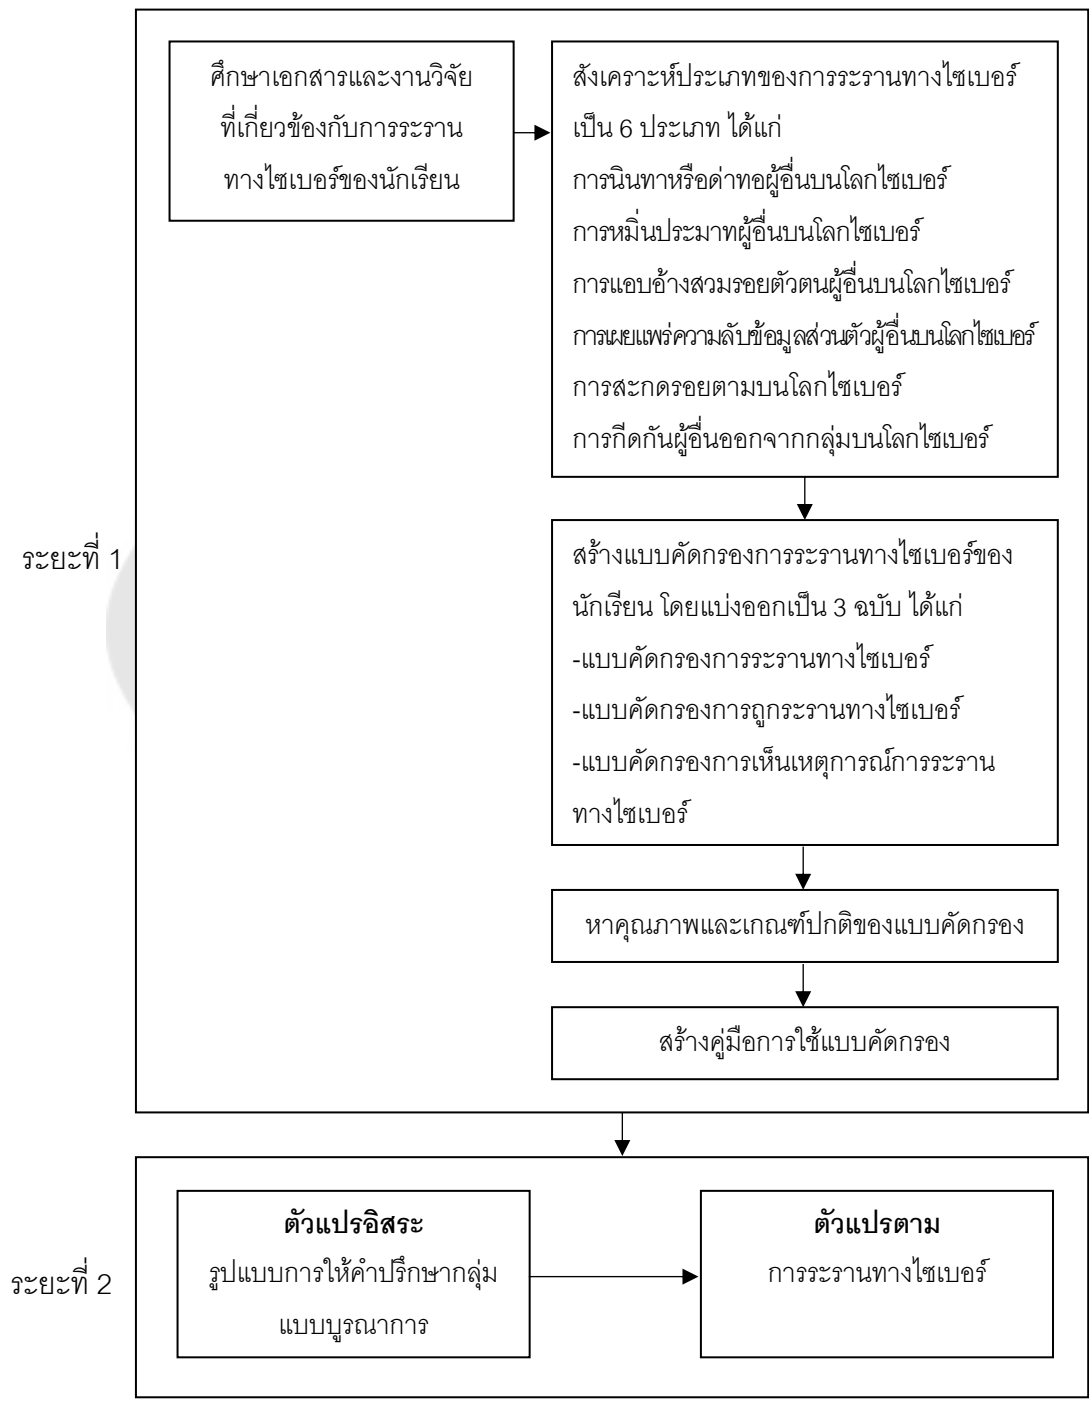 ศึกษาเอกสารและงานวิจัย
ที่เกี่ยวข้องกับการระราน
ทางไซเบอร์ของนักเรียน
สังเคราะห์ประเภทของการระรานทางไซเบอร์
เป็น 6 ประเภท ได้แก่
การนินทาหรือด่าทอผู้อื่นบนโลกไซเบอร์
การหมิ่นประมาทผู้อื่นบนโลกไซเบอร์
การแอบอ้างสวมรอยตัวตนผู้อื่นบนโลกไซเบอร์
การเผยแพร่ความลับข้อมูลส่วนตัวผู้อื่นบนโลกไซเบอร์
การสะกดรอยตามบนโลกไซเบอร์
การกีดกันผู้อื่นออกจากกลุ่มบนโลกไซเบอร์
ระยะที่ 1
สร้างแบบคัดกรองการระรานทางไซเบอร์ของ
นักเรียน โดยแบ่งออกเป็น 3 ฉบับ ได้แก่
-แบบคัดกรองการระรานทางไซเบอร์
-แบบคัดกรองการถูกระรานทางไซเบอร์
-แบบคัดกรองการเห็นเหตุการณ์การระราน
ทางไซเบอร์
หาคุณภาพและเกณฑ์ปกติของแบบคัดกรอง
สร้างคู่มือการใช้แบบคัดกรอง
ระยะที่ 2
ตัวแปรอิสระ
รูปแบบการให้คำปรึกษากลุ่ม
แบบบูรณาการ
ตัวแปรตาม
การระรานทางไซเบอร์